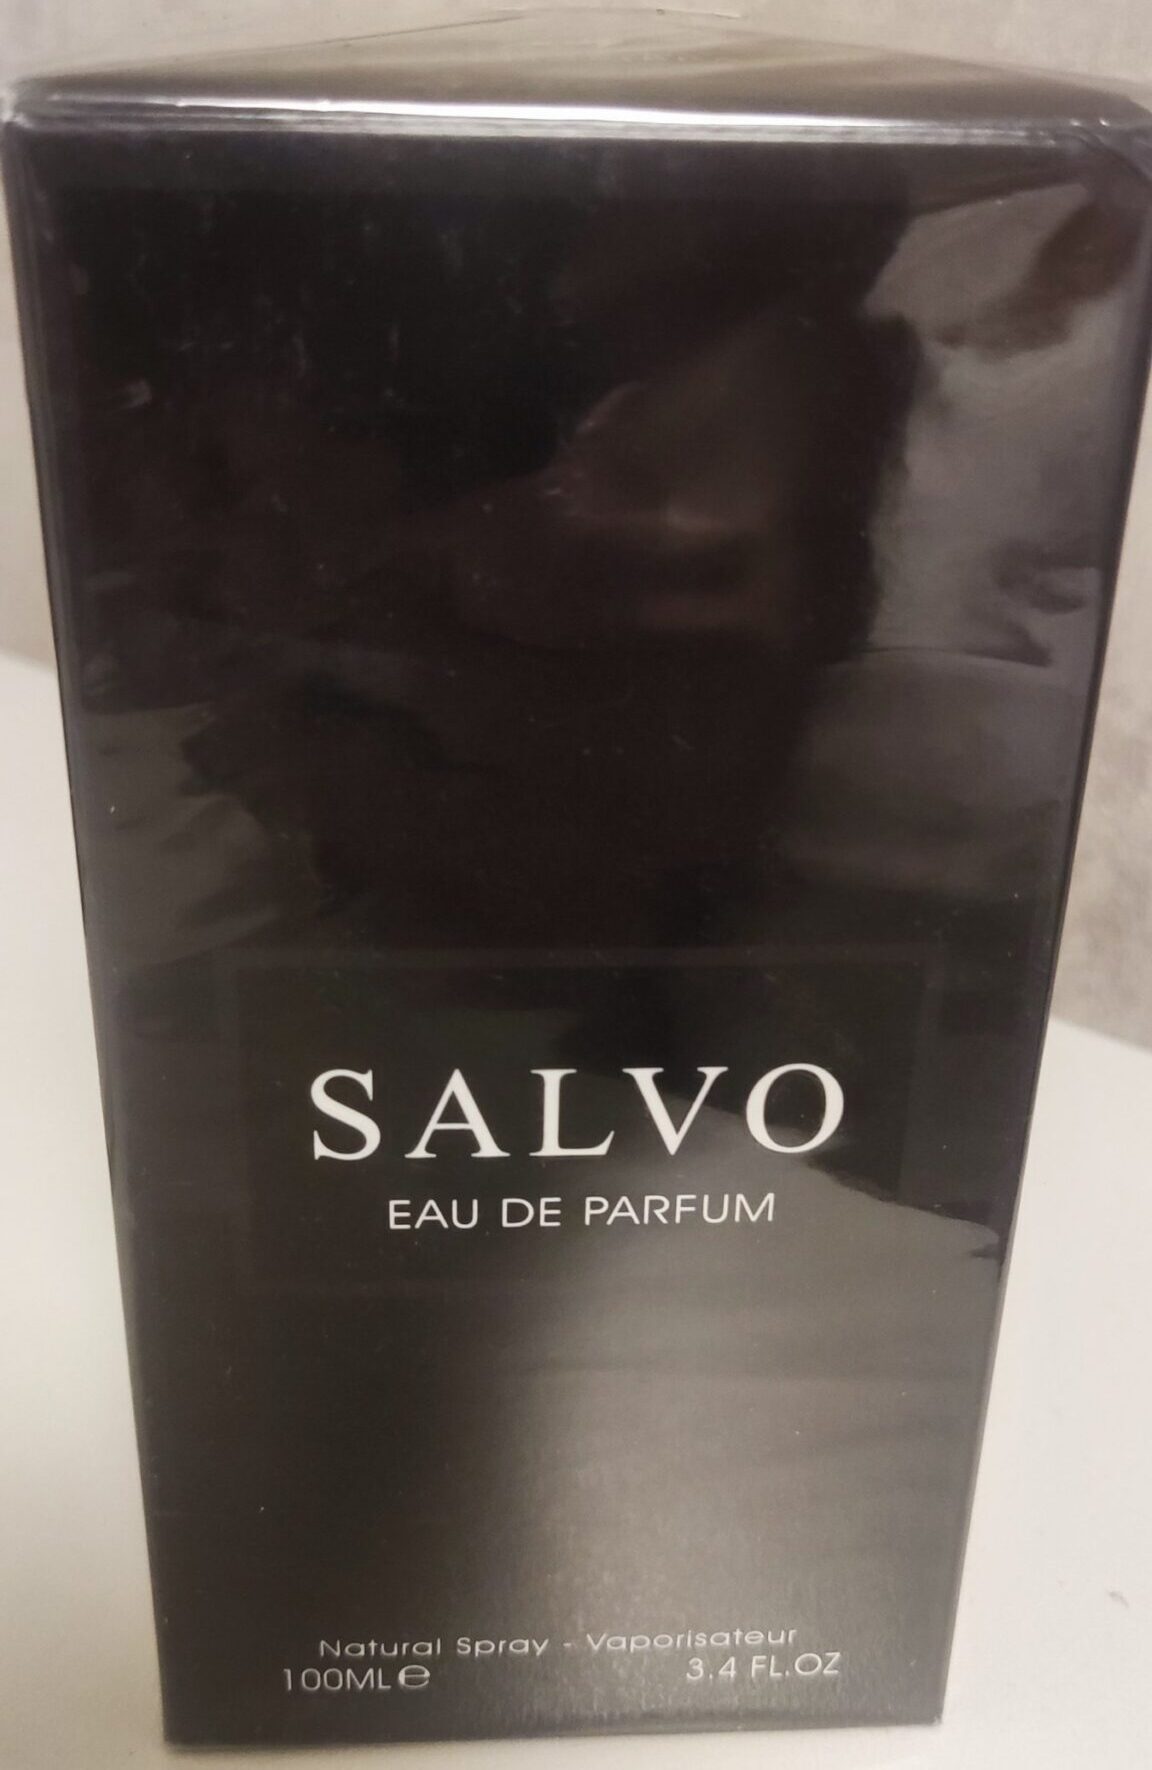 SALVO
EAU DE PARFUM
Natural Spray - Vaporisateur
100ML℮ 3.4 FL.OZ